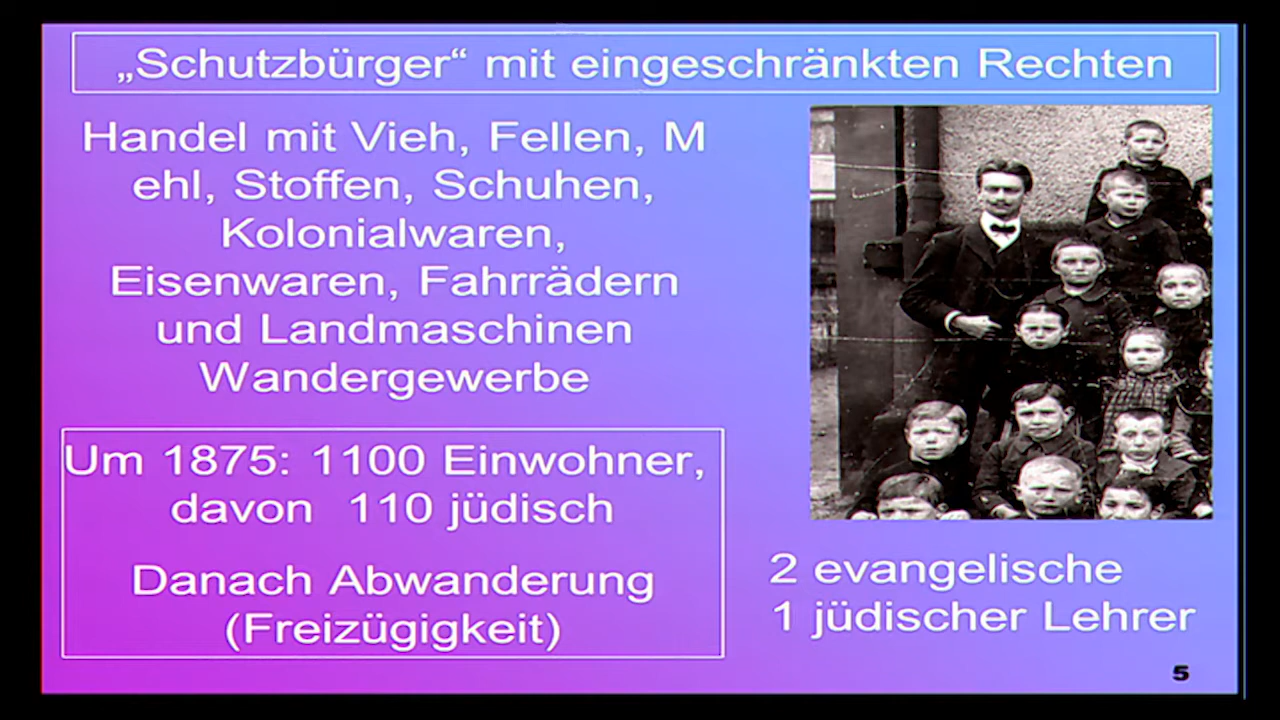 „Schutzbürger“ mit eingeschränkten Rechten
Handel mit Vieh, Fellen, M
ehl, Stoffen, Schuhen,
Kolonialwaren,
Eisenwaren, Fahrrädern
und Landmaschinen
Wandergewerbe
Um 1875: 1100 Einwohner,
davon 110 jüdisch
Danach Abwanderung
(Freizügigkeit)
2 evangelische
1 jüdischer Lehrer
5